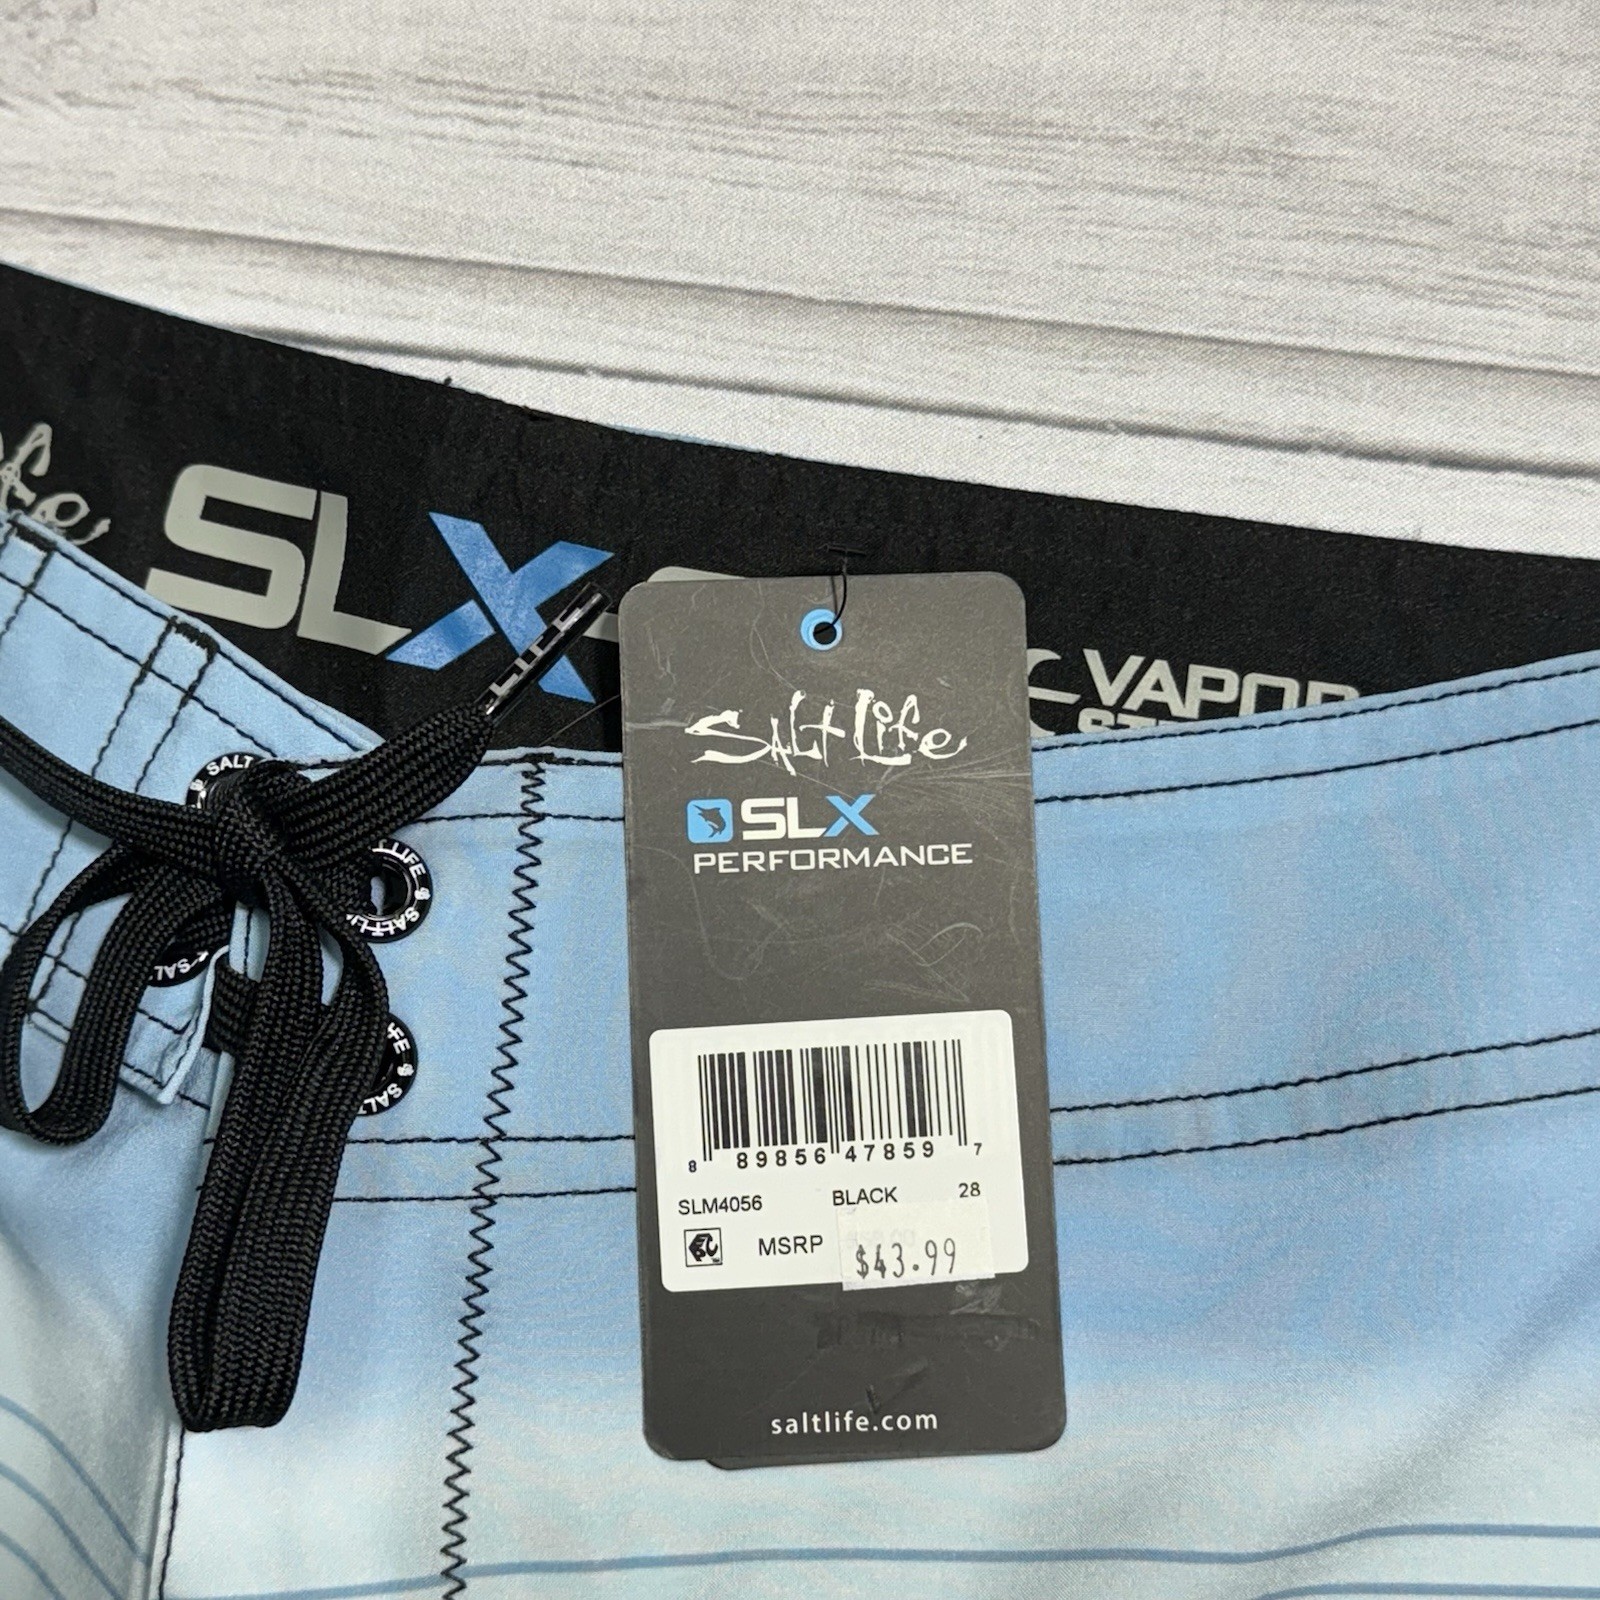 SLX
VAPOR
SALT
LIFE SALT LIFE
Salt Life
SLX
PERFORMANCE
8 89856 47859 7
SLM4056 BLACK 28
MSRP $43.99
saltlife.com